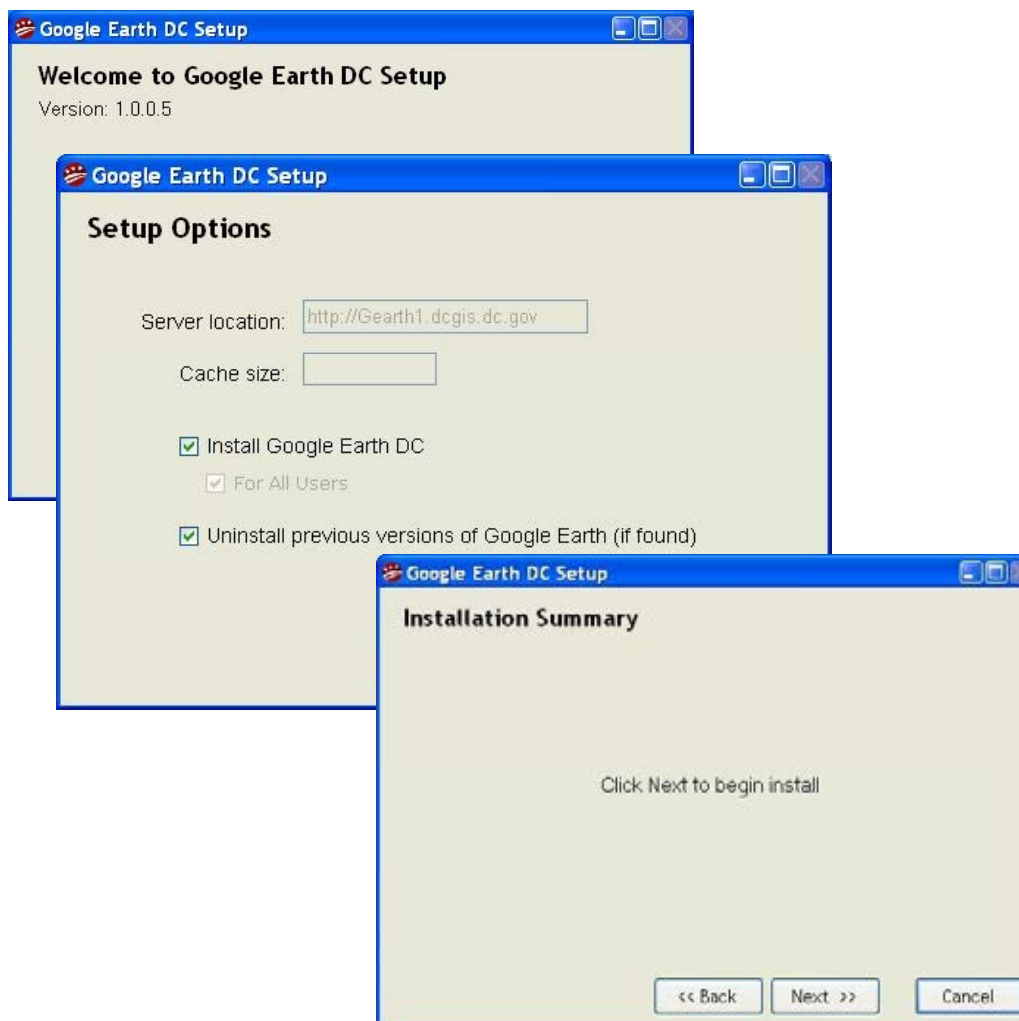 Google Earth DC Setup
Welcome to Google Earth DC Setup
Version: 1.0.0.5
Google Earth DC Setup
Setup Options
Server location: http://Gearth1.dcgis.dc.gov
Cache size:
Install Google Earth DC
For All Users
Uninstall previous versions of Google Earth (if found)
Google Earth DC Setup
Installation Summary
Click Next to begin install
<< Back Next >> Cancel